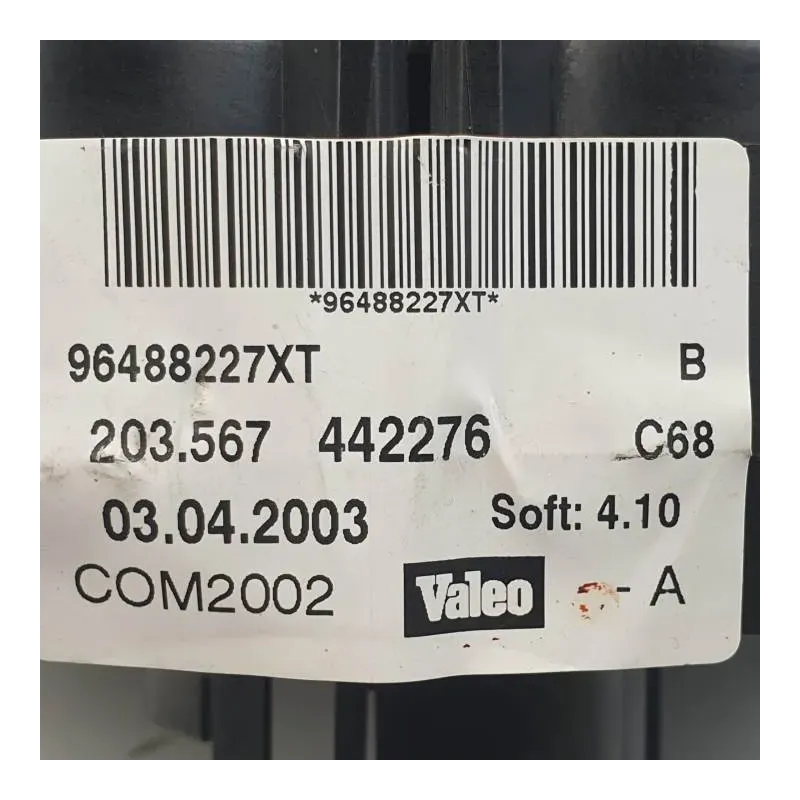 *96488227XT*
96488227XT B
203.567 442276 C68
03.04.2003 Soft: 4.10
COM2002 Valeo - A